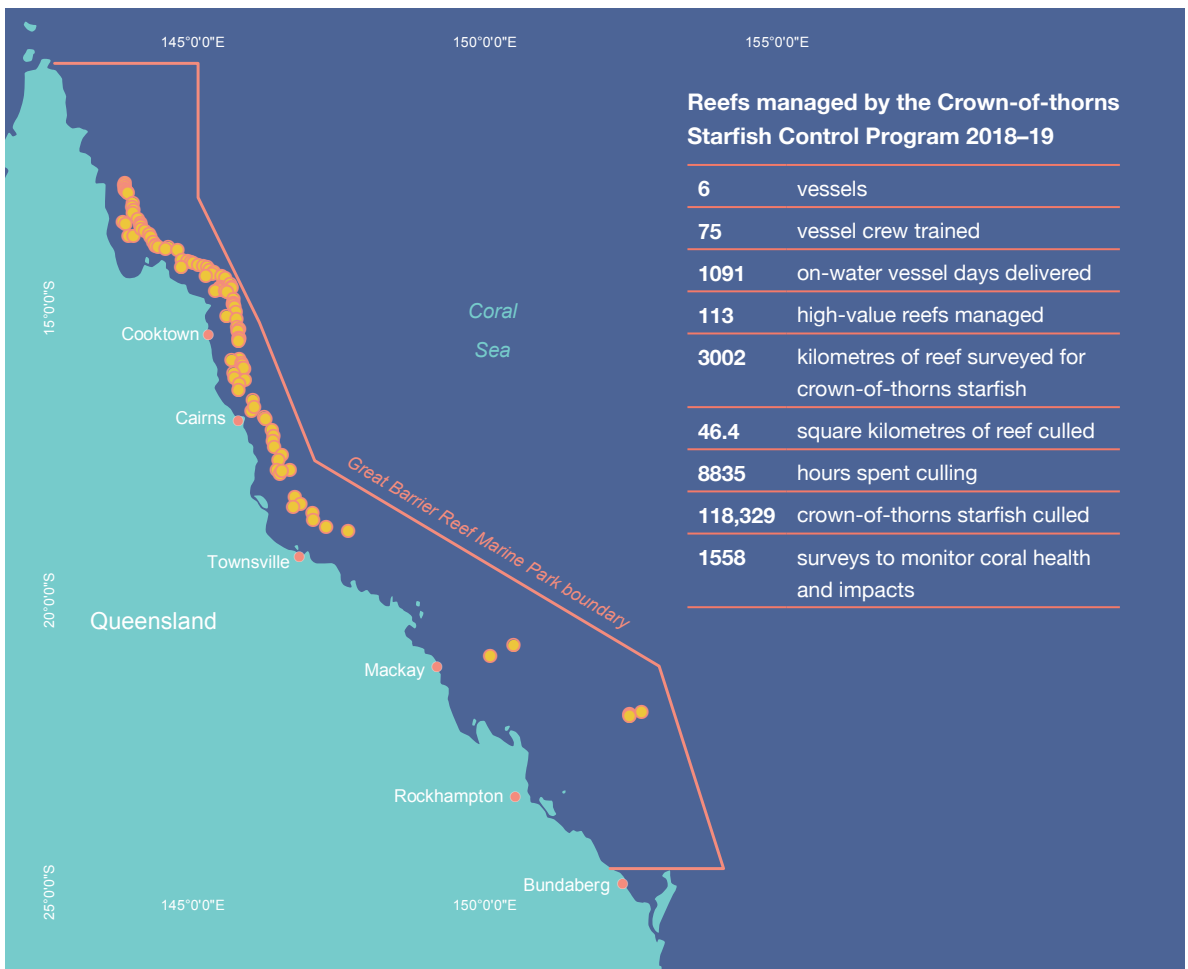 145°0'0"E
150°0'0"E
155°0'0"E
Reefs managed by the Crown-of-thorns
Starfish Control Program 2018–19
6 vessels
75 vessel crew trained
1091 on-water vessel days delivered
113 high-value reefs managed
3002 kilometres of reef surveyed for
crown-of-thorns starfish
46.4 square kilometres of reef culled
8835 hours spent culling
118,329 crown-of-thorns starfish culled
1558 surveys to monitor coral health
and impacts
15°0'0"S
Coral
Sea
Cooktown
Cairns
Great Barrier Reef Marine Park boundary
Townsville
20°0'0"S
Queensland
Mackay
Rockhampton
Bundaberg
25°0'0"S
145°0'0"E
150°0'0"E